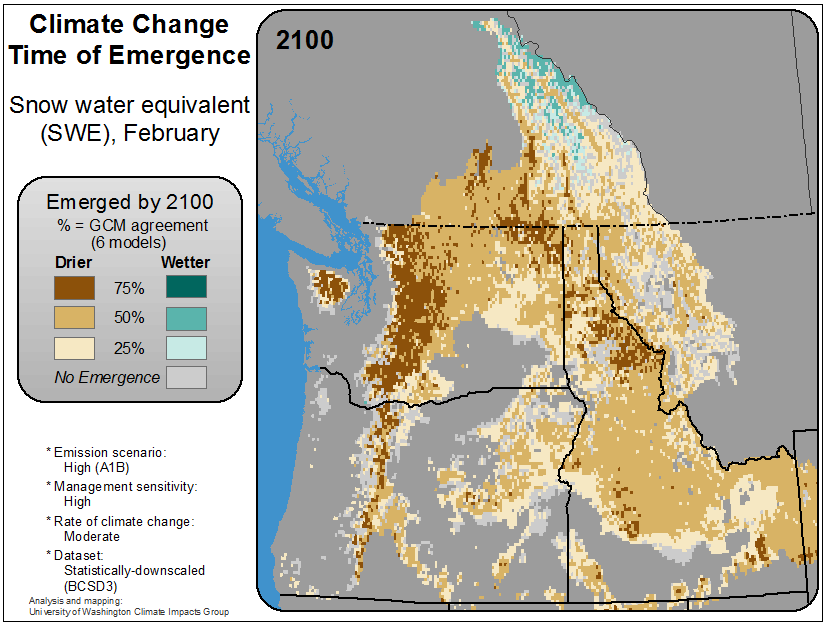 Climate Change
Time of Emergence
Snow water equivalent
(SWE), February
Emerged by 2100
% = GCM agreement
(6 models)
Drier Wetter
75%
50%
25%
No Emergence
* Emission scenario:
High (A1B)
* Management sensitivity:
High
* Rate of climate change:
Moderate
* Dataset:
Statistically-downscaled
(BCSD3)
Analysis and mapping:
University of Washington Climate Impacts Group
2100